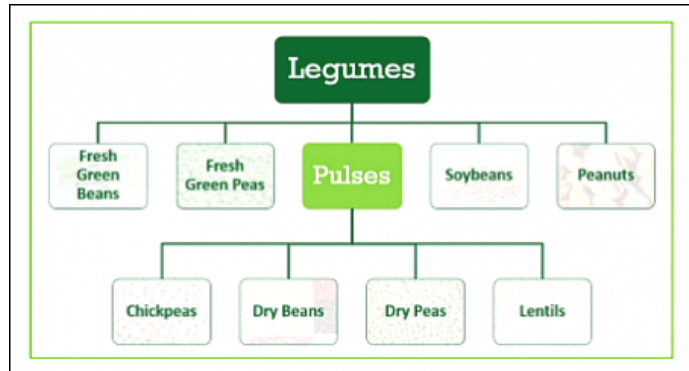 Legumes
Fresh
Green
Beans
Fresh
Green Peas
Pulses
Soybeans
Peanuts
Chickpeas
Dry Beans
Dry Peas
Lentils